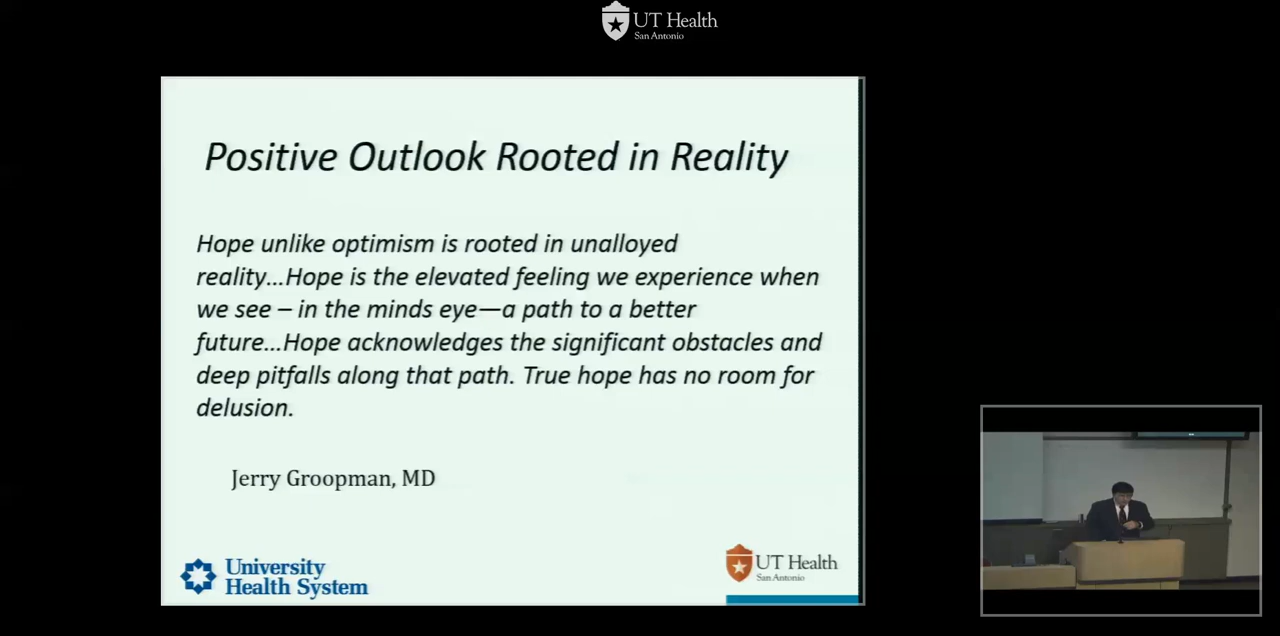 UT Health
San Antonio
Positive Outlook Rooted in Reality
Hope unlike optimism is rooted in unalloyed
reality...Hope is the elevated feeling we experience when
we see – in the minds eye—a path to a better
future...Hope acknowledges the significant obstacles and
deep pitfalls along that path. True hope has no room for
delusion.
Jerry Groopman, MD
University
Health System
UT Health
San Antonio